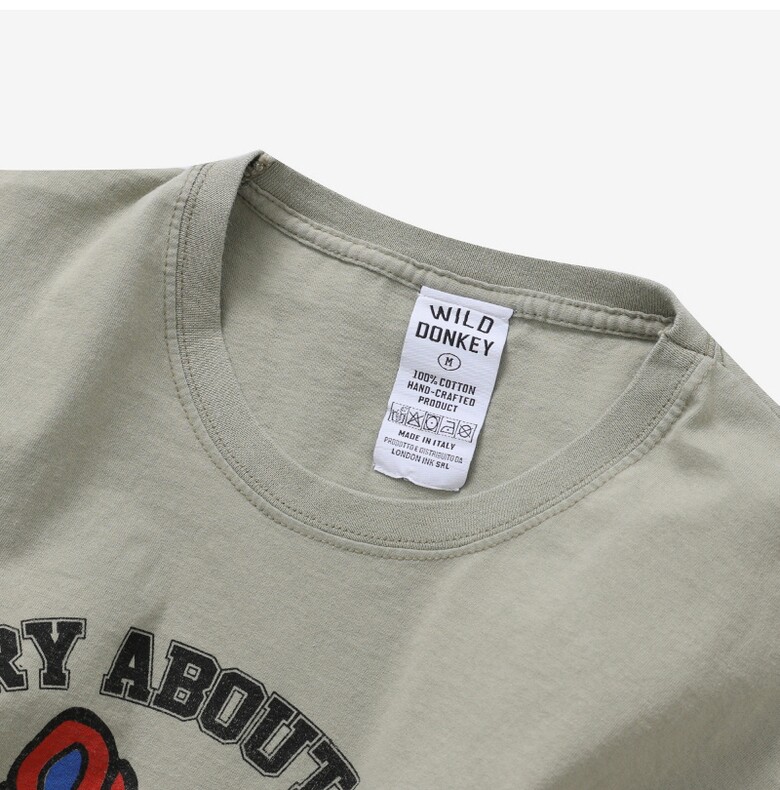 WILD
DONKEY
M
100% COTTON
HAND-CRAFTED
PRODUCT
MADE IN ITALY
PRODOTTO E DISTRIBUITO DA
LONDON INK SRL
RY ABOUT